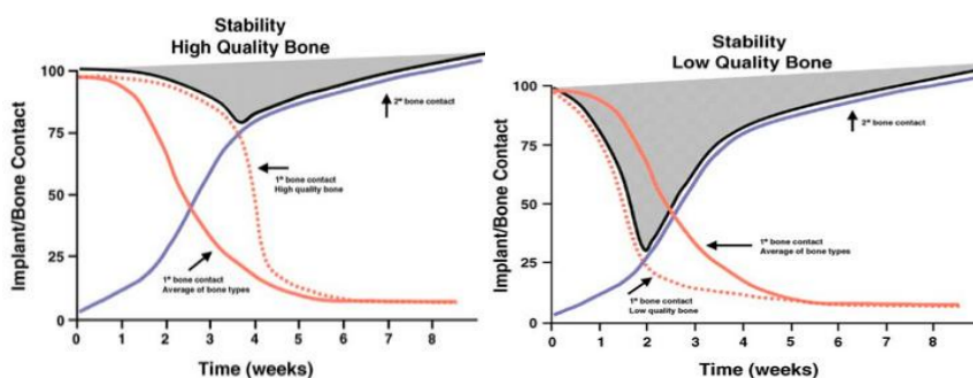 Stability
High Quality Bone
Implant/Bone Contact
100
75
50
25
0
2° bone contact
1° bone contact
High quality bone
1° bone contact
Average of bone types
0 1 2 3 4 5 6 7 8
Time (weeks)
Stability
Low Quality Bone
Implant/Bone Contact
100
75
50
25
0
2° bone contact
1° bone contact
Average of bone types
1° bone contact
Low quality bone
0 1 2 3 4 5 6 7 8
Time (weeks)